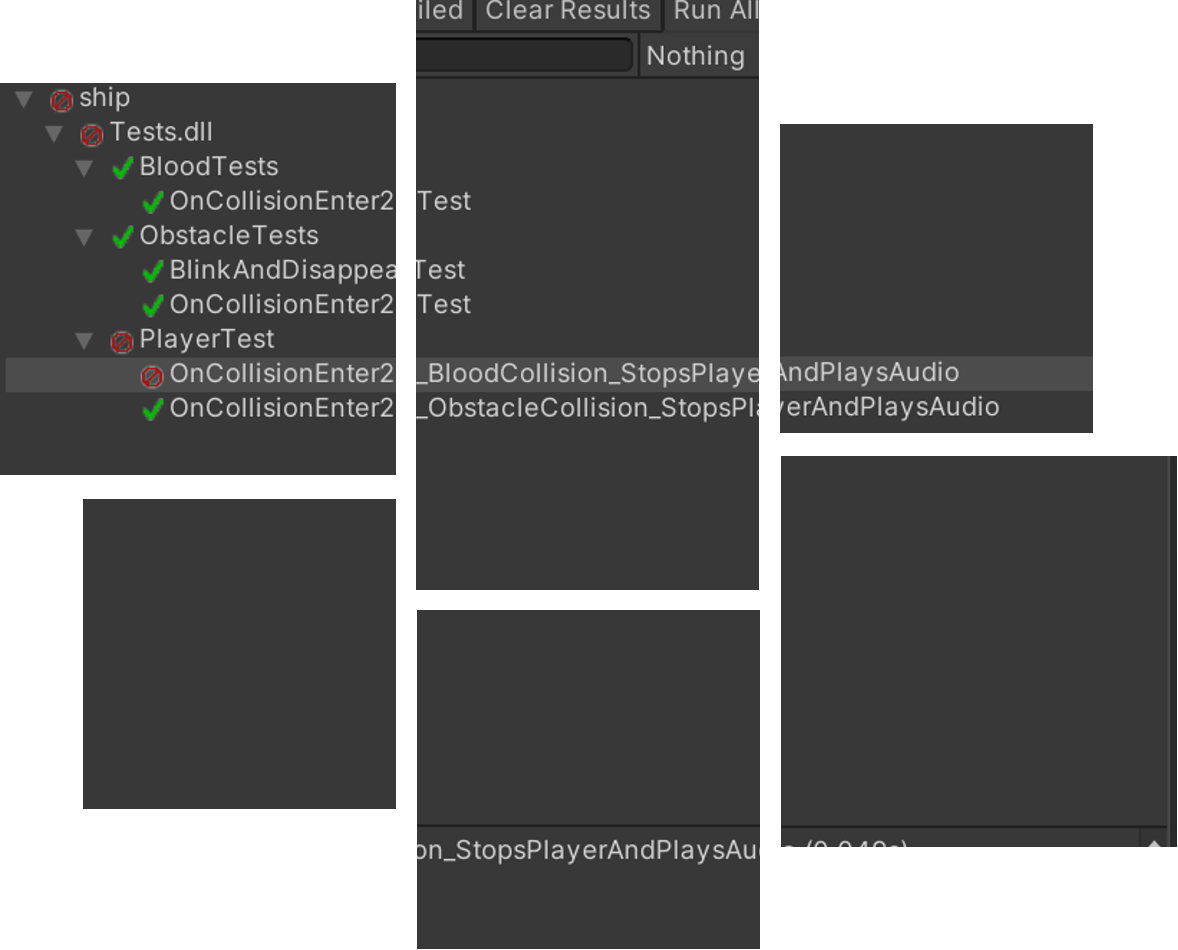 iled Clear Results Run All
Nothing
ship
Tests.dll
BloodTests
OnCollisionEnter2 Test
ObstacleTests
BlinkAndDisappea Test
OnCollisionEnter2 Test
PlayerTest
OnCollisionEnter2 _BloodCollision_StopsPlaye AndPlaysAudio
OnCollisionEnter2 _ObstacleCollision_StopsPlayerAndPlaysAudio
on_StopsPlayerAndPlaysAu